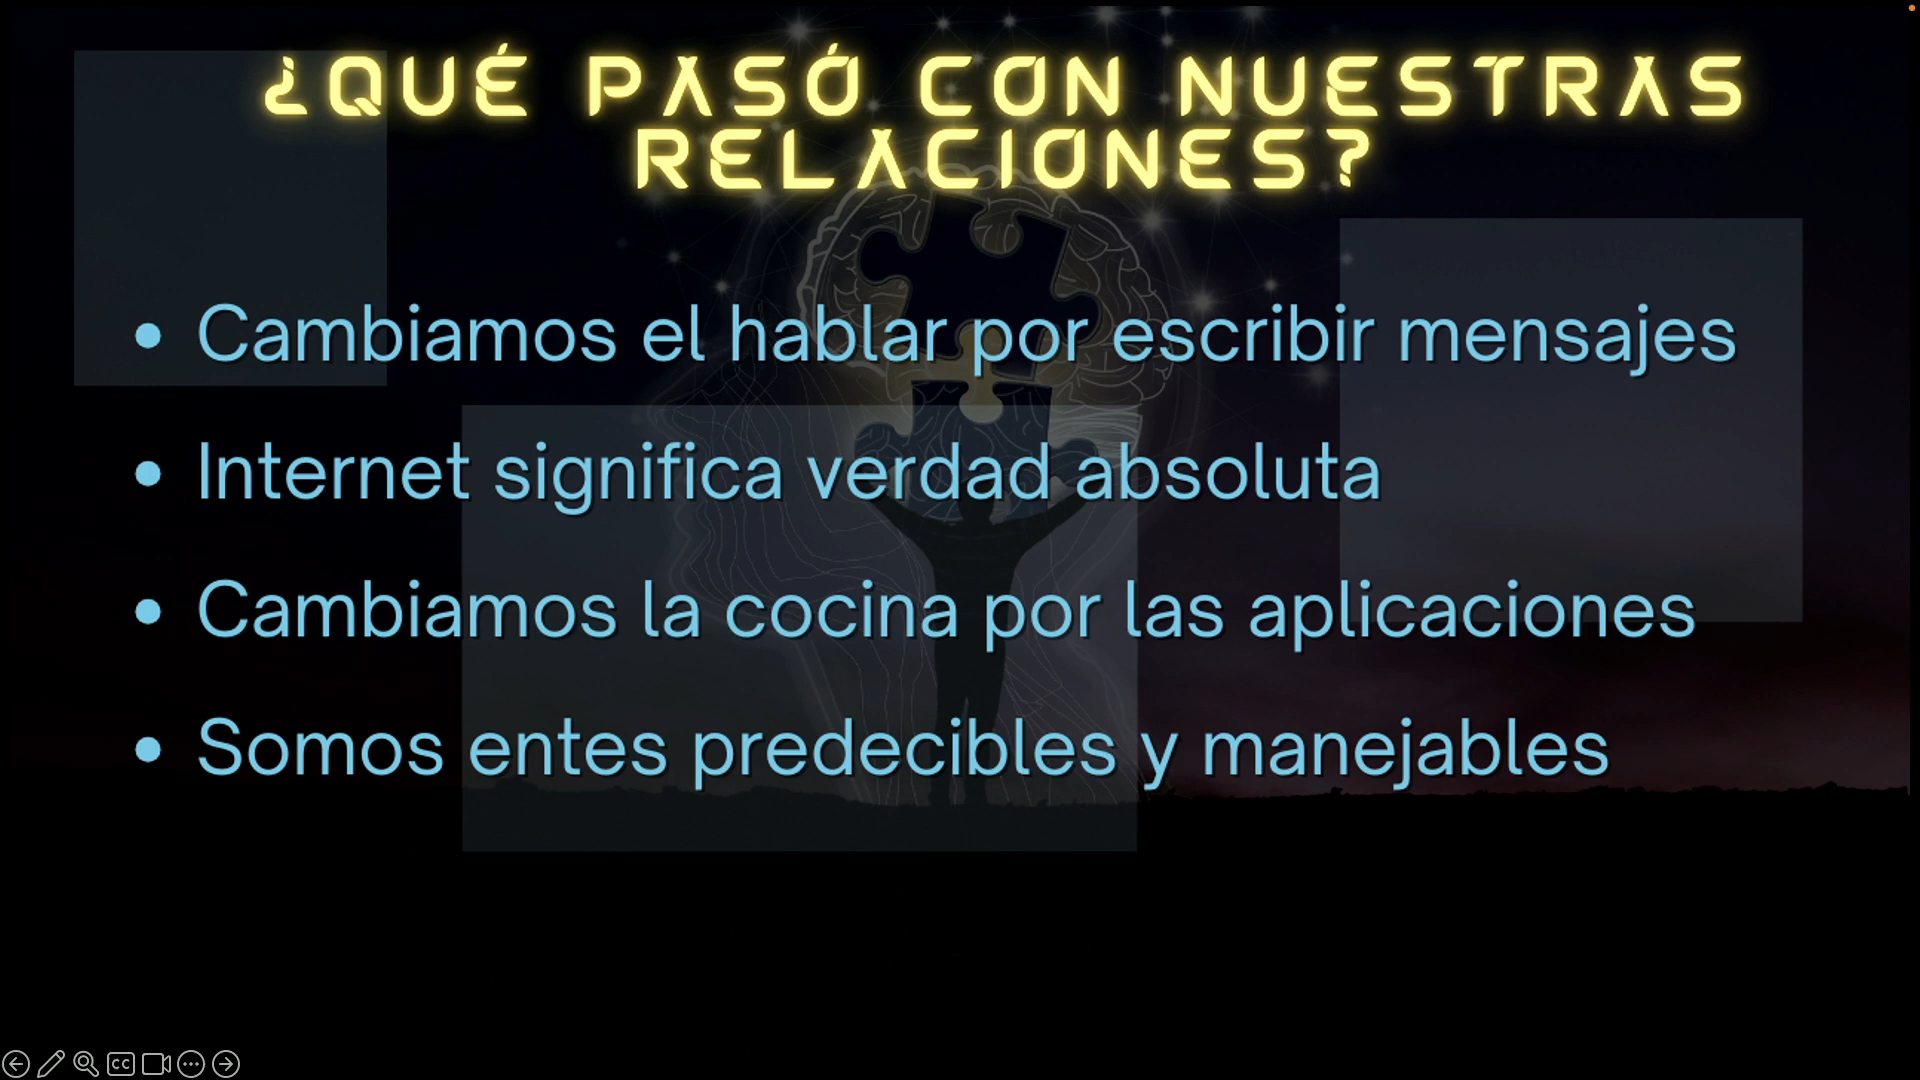 ¿QUÉ PASÓ CON NUESTRAS
RELACIONES?
• Cambiamos el hablar por escribir mensajes
• Internet significa verdad absoluta
• Cambiamos la cocina por las aplicaciones
• Somos entes predecibles y manejables
CC